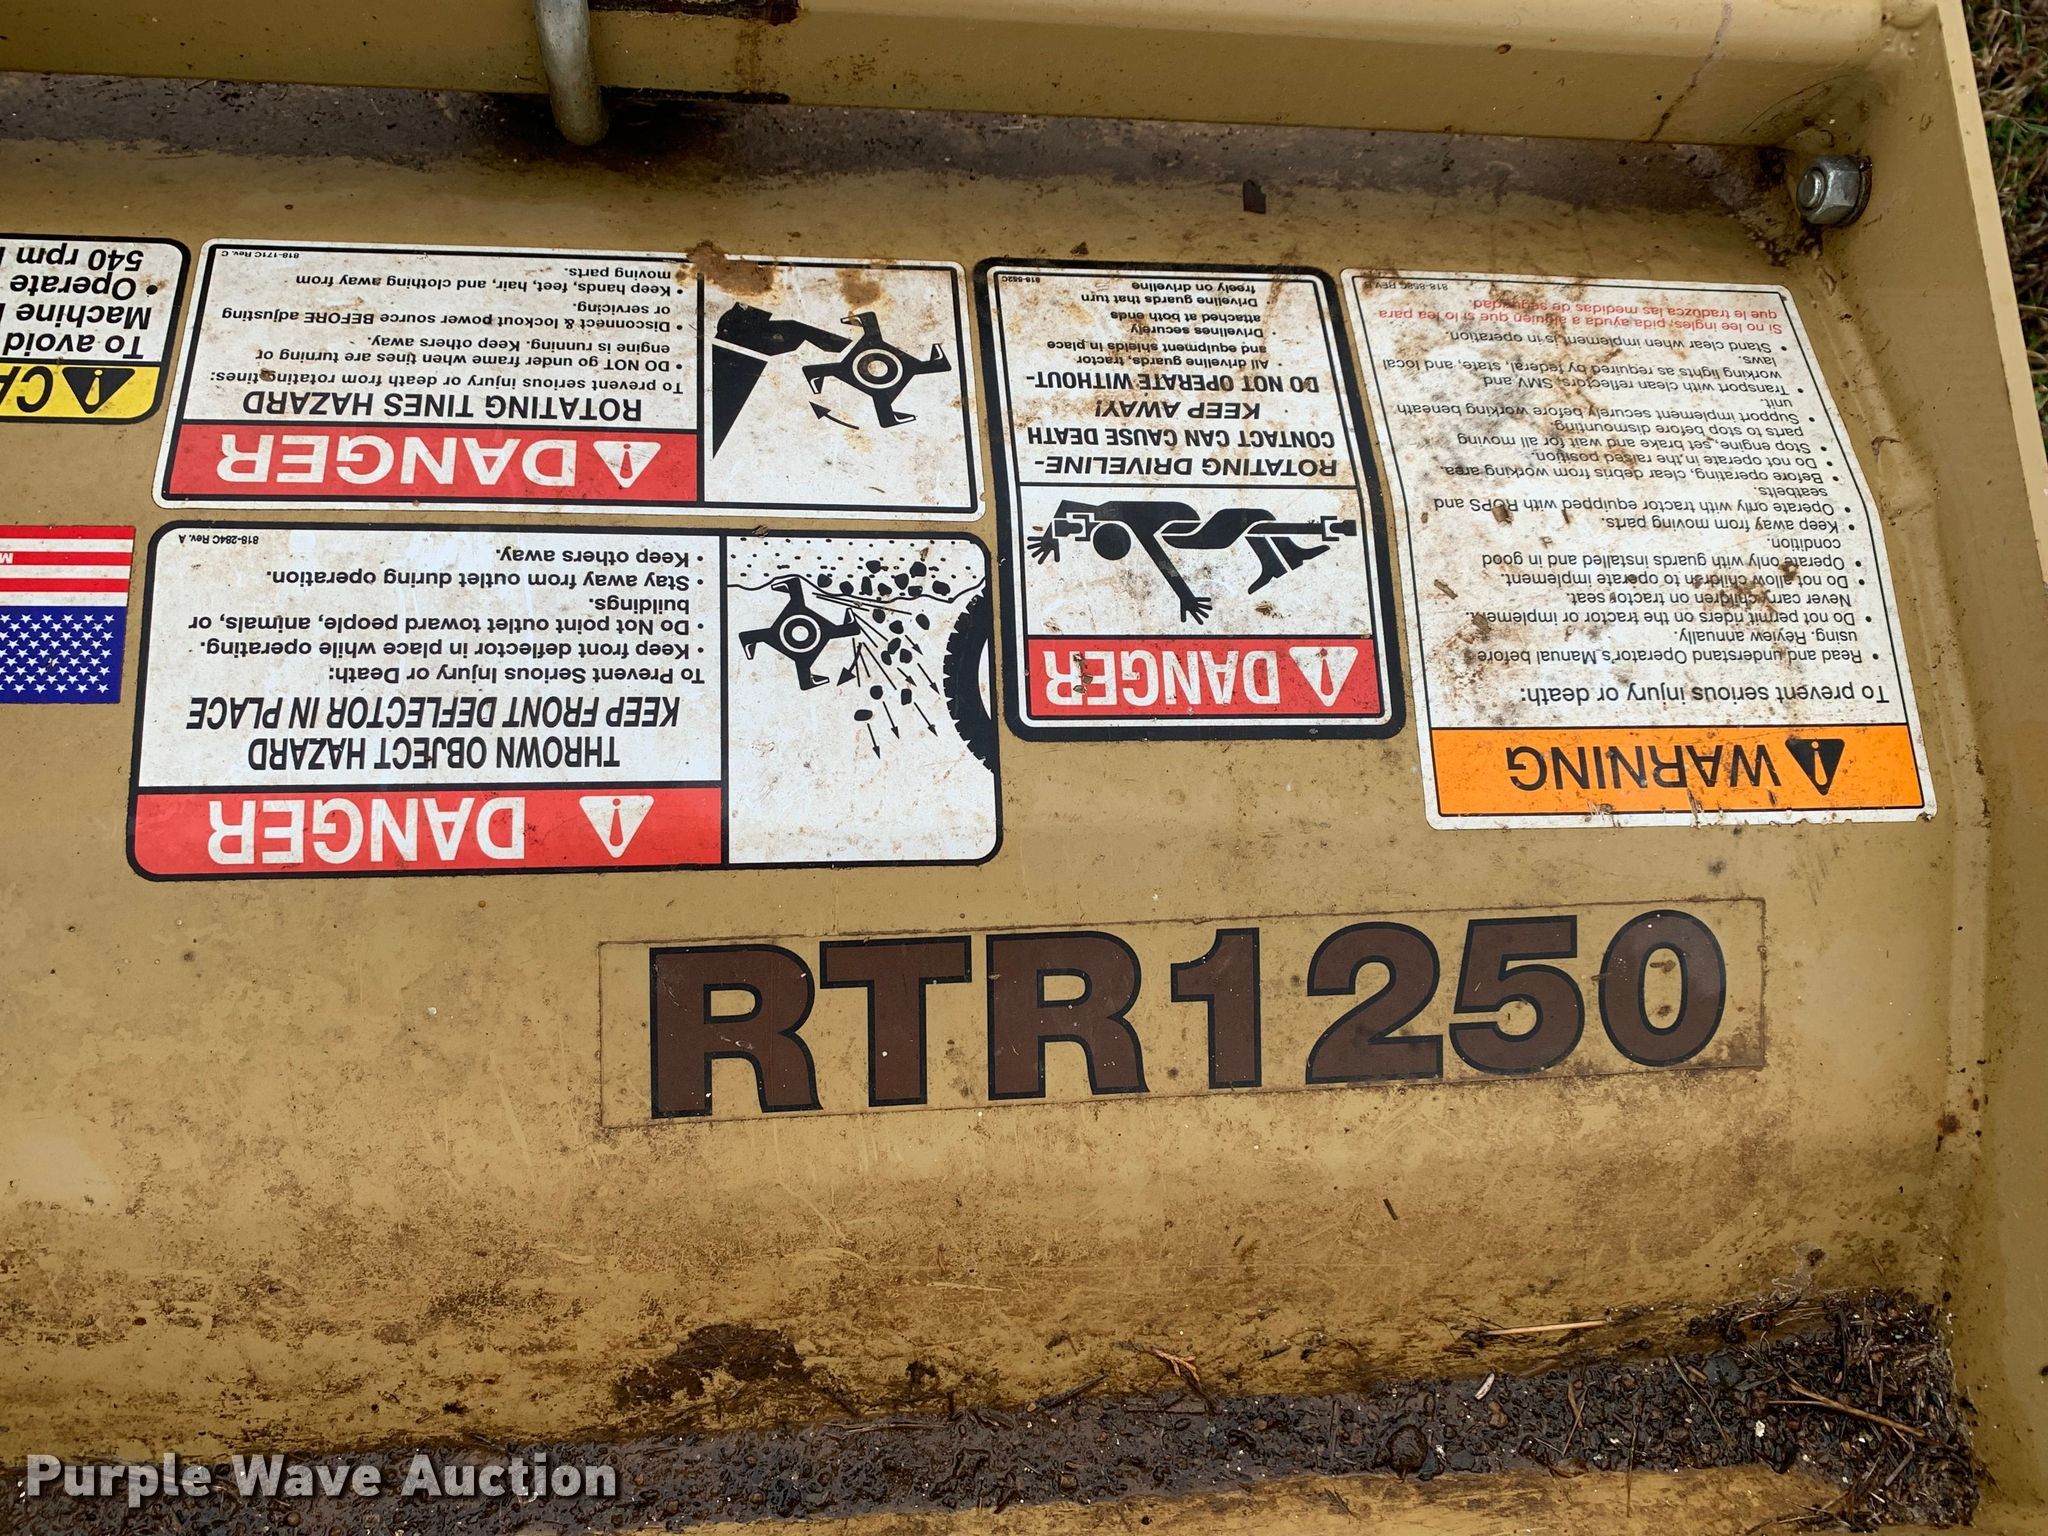 RTR1250
⚠ WARNING
To prevent serious injury or death:
• Read and understand Operator's Manual before
using. Review annually.
• Do not permit riders on the tractor or implement.
Never carry children on tractor seat.
• Do not allow children to operate implement.
• Operate only with guards installed and in good
condition.
• Keep away from moving parts.
• Operate only with tractor equipped with ROPS and
seatbelts.
• Before operating, clear debris from working area.
• Do not operate in the raised position.
• Stop engine, set brake and wait for all moving
parts to stop before dismounting.
• Support implement securely before working beneath
unit.
• Transport with clean reflectors, SMV and
working lights as required by federal, state, and local
laws.
• Stand clear when implement is in operation.
Si no lee ingles, pida ayuda a alguien que si lo lea para
que le traduzca las medidas de seguridad.
⚠ DANGER
ROTATING DRIVELINE-
CONTACT CAN CAUSE DEATH
KEEP AWAY!
DO NOT OPERATE WITHOUT-
• All driveline guards, tractor,
and equipment shields in place
• Drivelines securely
attached at both ends
• Driveline guards that turn
freely on driveline
818-552C
⚠ DANGER
THROWN OBJECT HAZARD
KEEP FRONT DEFLECTOR IN PLACE
To Prevent Serious Injury or Death:
• Keep front deflector in place while operating.
• Do Not point outlet toward people, animals, or
buildings.
• Stay away from outlet during operation.
• Keep others away.
818-284C Rev. A
⚠ DANGER
ROTATING TINES HAZARD
To prevent serious injury or death from rotating tines:
• DO NOT go under frame when tines are turning or
engine is running. Keep others away.
• Disconnect & lockout power source BEFORE adjusting
or servicing.
• Keep hands, feet, hair, and clothing away from
moving parts.
818-171C Rev. C
⚠ CA
To avoid
Machine
• Operate
540 rpm
M
Purple Wave Auction